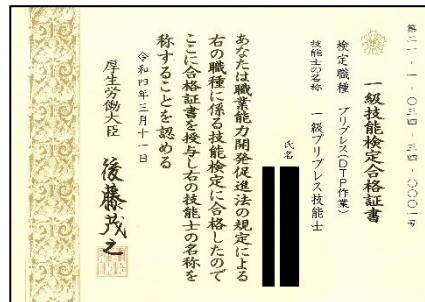 第二一-一-〇三四-三四-〇〇〇一号
一級技能検定合格証書
検定職種 プリプレス(DTP作業)
技能士の名称 一級プリプレス技能士
氏名
あなたは職業能力開発促進法の規定による
右の職種に係る技能検定に合格したので
ここに合格証書を授与し右の技能士の名称を
称することを認める
令和四年三月十一日
厚生労働大臣 後藤茂之